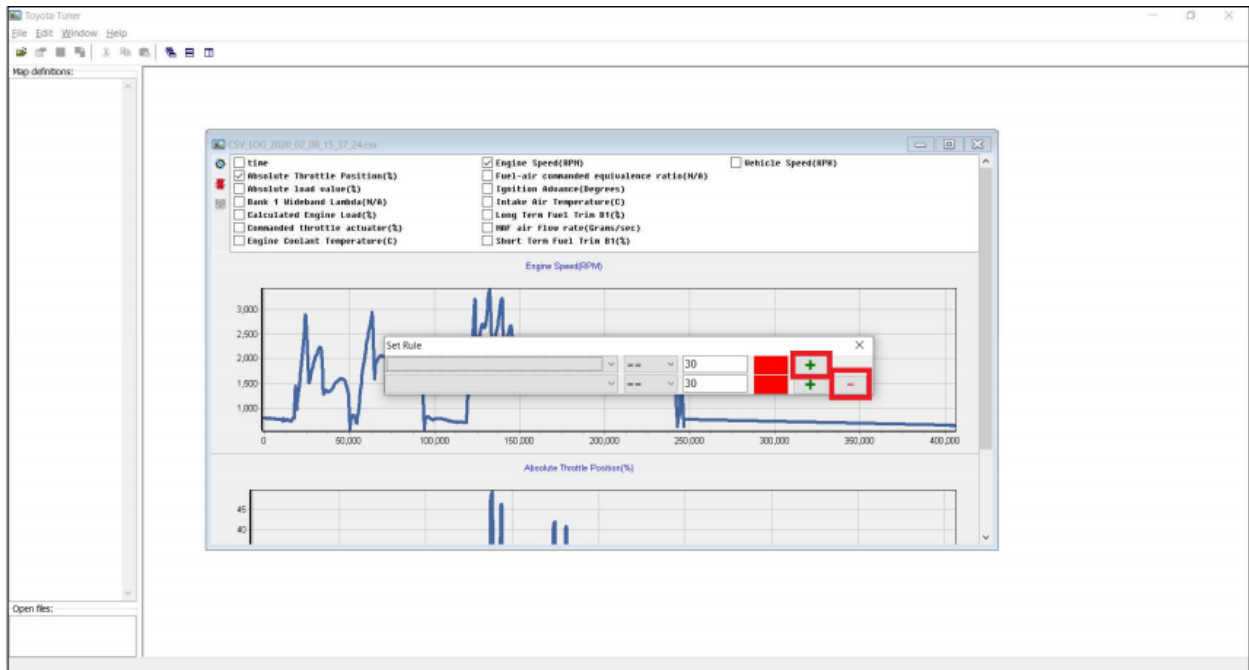 Toyota Tuner
File Edit Window Help
Map definitions:
CSV_LOG_2020_02_08_15_37_24.csv
time
Engine Speed(RPM)
Vehicle Speed(KPH)
Absolute Throttle Position(%)
Fuel-air commanded equivalence ratio(N/A)
Absolute load value(%)
Ignition Advance(Degrees)
Bank 1 Wideband Lambda(N/A)
Intake Air Temperature(C)
Calculated Engine Load(%)
Long Term Fuel Trim B1(%)
Commanded throttle actuator(%)
MAF air flow rate(Grams/sec)
Engine Coolant Temperature(C)
Short Term Fuel Trim B1(%)
Engine Speed(RPM)
3,000
2,500
2,000
1,500
1,000
Set Rule
== 30 +
== 30 + -
0 50,000 100,000 150,000 200,000 250,000 300,000 350,000 400,000
Absolute Throttle Position(%)
45
40
Open files: